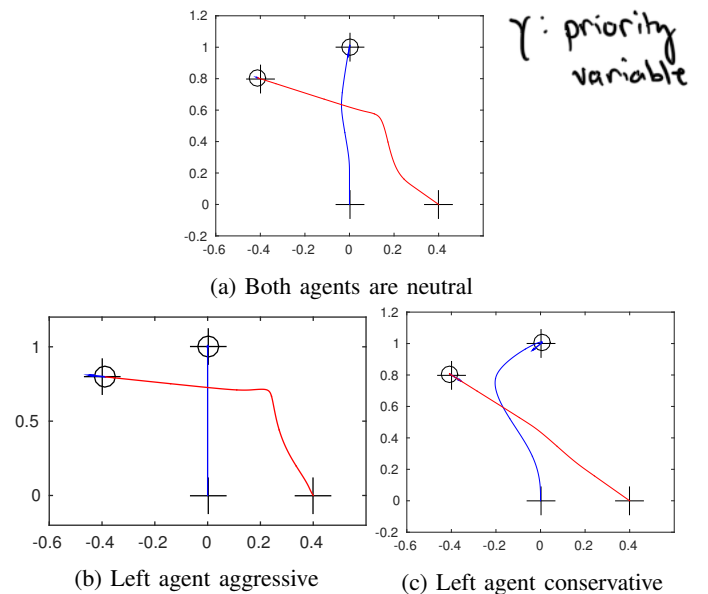 γ: priority
variable
1.2
1
0.8
0.6
0.4
0.2
0
-0.2
-0.6 -0.4 -0.2 0 0.2 0.4
(a) Both agents are neutral
1
0.5
0
-0.6 -0.4 -0.2 0 0.2 0.4
(b) Left agent aggressive
1.2
1
0.8
0.6
0.4
0.2
0
-0.2
-0.6 -0.4 -0.2 0 0.2 0.4
(c) Left agent conservative